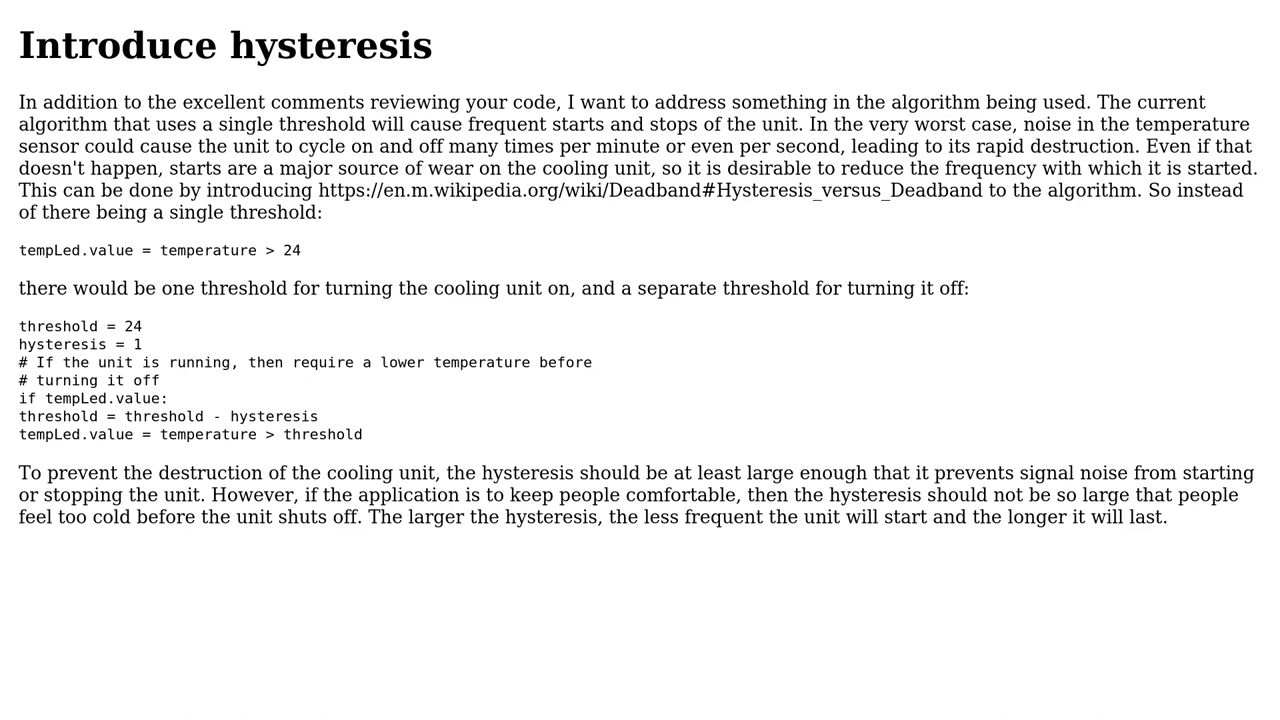 Introduce hysteresis
In addition to the excellent comments reviewing your code, I want to address something in the algorithm being used. The current
algorithm that uses a single threshold will cause frequent starts and stops of the unit. In the very worst case, noise in the temperature
sensor could cause the unit to cycle on and off many times per minute or even per second, leading to its rapid destruction. Even if that
doesn't happen, starts are a major source of wear on the cooling unit, so it is desirable to reduce the frequency with which it is started.
This can be done by introducing https://en.m.wikipedia.org/wiki/Deadband#Hysteresis_versus_Deadband to the algorithm. So instead
of there being a single threshold:
tempLed.value = temperature > 24
there would be one threshold for turning the cooling unit on, and a separate threshold for turning it off:
threshold = 24
hysteresis = 1
# If the unit is running, then require a lower temperature before
# turning it off
if tempLed.value:
threshold = threshold - hysteresis
tempLed.value = temperature > threshold
To prevent the destruction of the cooling unit, the hysteresis should be at least large enough that it prevents signal noise from starting
or stopping the unit. However, if the application is to keep people comfortable, then the hysteresis should not be so large that people
feel too cold before the unit shuts off. The larger the hysteresis, the less frequent the unit will start and the longer it will last.